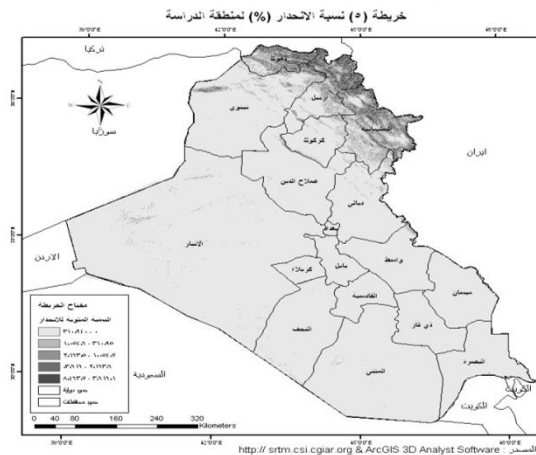 خريطة (٥) نسبة الانحدار (%) لمنطقة الدراسة
تركيا
دهوك
اربيل
نينوى
السليمانية
سوريا
كركوك
ايران
صلاح الدين
ديالى
بغداد
الانبار
الاردن
واسط
بابل
كربلاء
القادسية
ميسان
ذي قار
النجف
المثنى
البصرة
السعودية
الكويت
الكويت
مفتاح الخريطة
النسبة المئوية للانحدار
حدود دولية
حدود محافظات
0 40 80 160 240 320
Kilometers
المصدر : http:// srtm.csi.cgiar.org & ArcGIS 3D Analyst Software